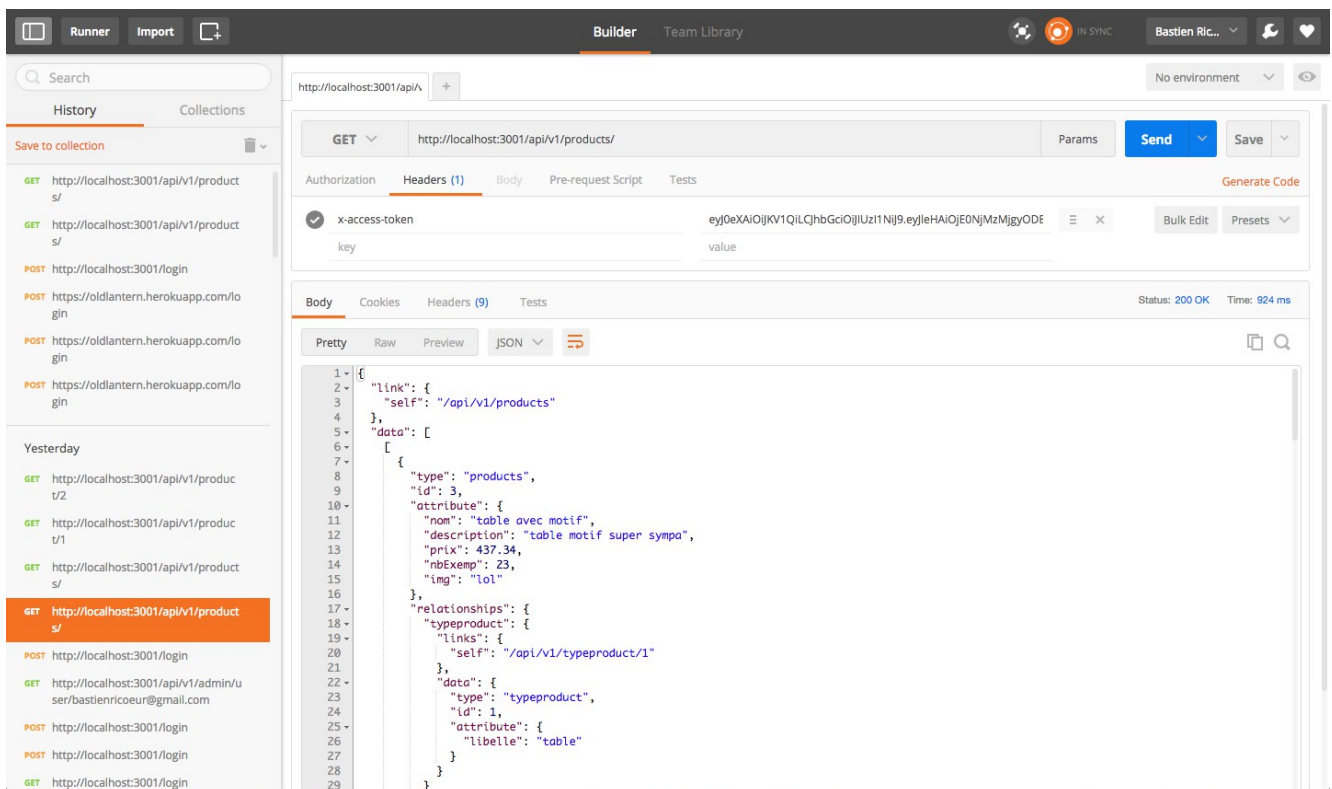 Runner Import Builder Team Library IN SYNC Bastien Ric...
Search
History Collections
Save to collection
GET http://localhost:3001/api/v1/product
s/
GET http://localhost:3001/api/v1/product
s/
POST http://localhost:3001/login
POST https://oldlantern.herokuapp.com/lo
gin
POST https://oldlantern.herokuapp.com/lo
gin
POST https://oldlantern.herokuapp.com/lo
gin
Yesterday
GET http://localhost:3001/api/v1/produc
t/2
GET http://localhost:3001/api/v1/produc
t/1
GET http://localhost:3001/api/v1/product
s/
GET http://localhost:3001/api/v1/product
s/
POST http://localhost:3001/login
GET http://localhost:3001/api/v1/admin/u
ser/bastienricoeur@gmail.com
POST http://localhost:3001/login
POST http://localhost:3001/login
GET http://localhost:3001/login
http://localhost:3001/api/v + No environment
GET http://localhost:3001/api/v1/products/ Params Send Save
Authorization Headers (1) Body Pre-request Script Tests Generate Code
x-access-token eyJ0eXAiOiJKV1QiLCJhbGciOiJIUzI1NiJ9.eyJleHAiOjE0NjMzMjgyODE Bulk Edit Presets
key value
Body Cookies Headers (9) Tests Status: 200 OK Time: 924 ms
Pretty Raw Preview JSON
1 {
2 "link": {
3 "self": "/api/v1/products"
4 },
5 "data": [
6 [
7 {
8 "type": "products",
9 "id": 3,
10 "attribute": {
11 "nom": "table avec motif",
12 "description": "table motif super sympa",
13 "prix": 437.34,
14 "nbExemp": 23,
15 "img": "lol"
16 },
17 "relationships": {
18 "typeproduct": {
19 "links": {
20 "self": "/api/v1/typeproduct/1"
21 },
22 "data": {
23 "type": "typeproduct",
24 "id": 1,
25 "attribute": {
26 "libelle": "table"
27 }
28 }
29 }